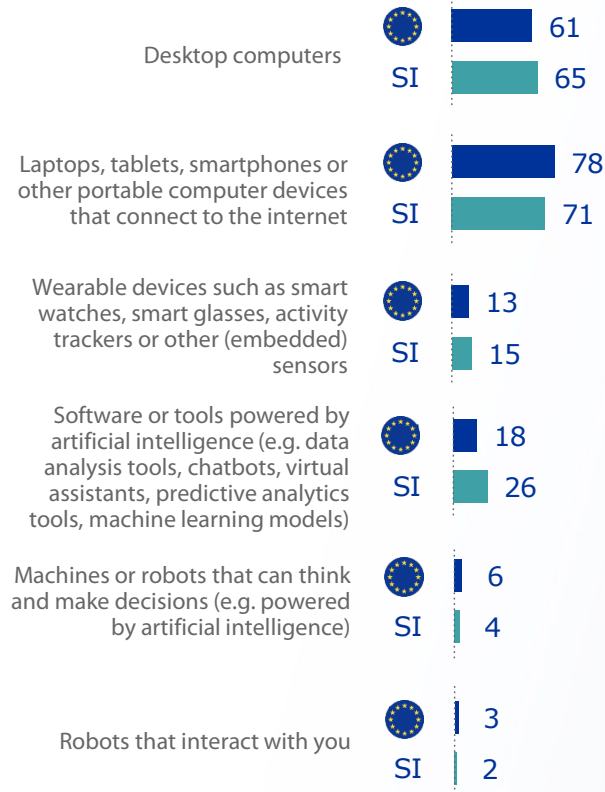 61
Desktop computers
SI
65
Laptops, tablets, smartphones or
other portable computer devices
that connect to the internet
78
SI
71
Wearable devices such as smart
watches, smart glasses, activity
trackers or other (embedded)
sensors
13
SI
15
Software or tools powered by
artificial intelligence (e.g. data
analysis tools, chatbots, virtual
assistants, predictive analytics
tools, machine learning models)
18
SI
26
Machines or robots that can think
and make decisions (e.g. powered
by artificial intelligence)
6
SI
4
Robots that interact with you
3
SI
2